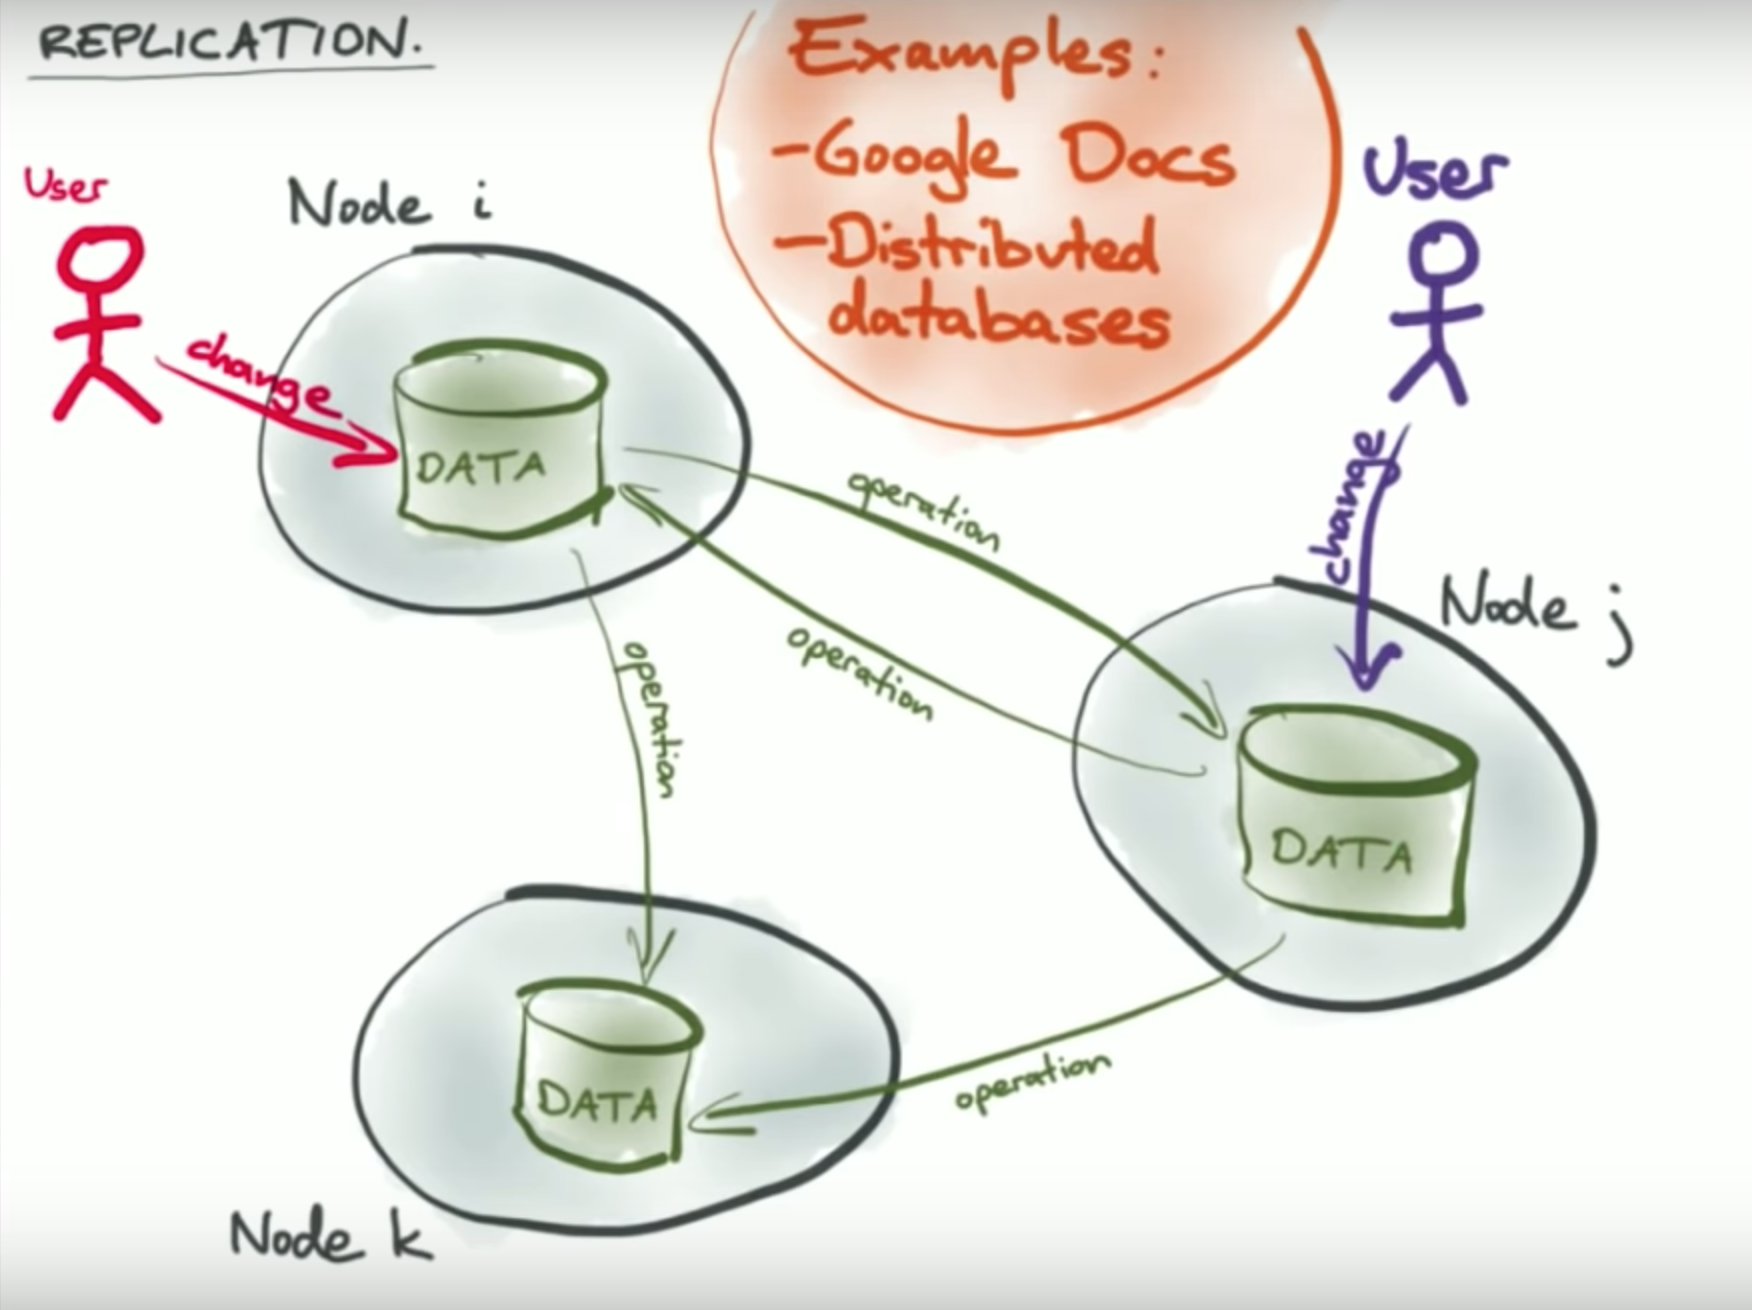 REPLICATION.
Examples:
-Google Docs
-Distributed
databases
User
Node i
change
DATA
User
change
operation
operation
operation
Node j
DATA
DATA
operation
Node k